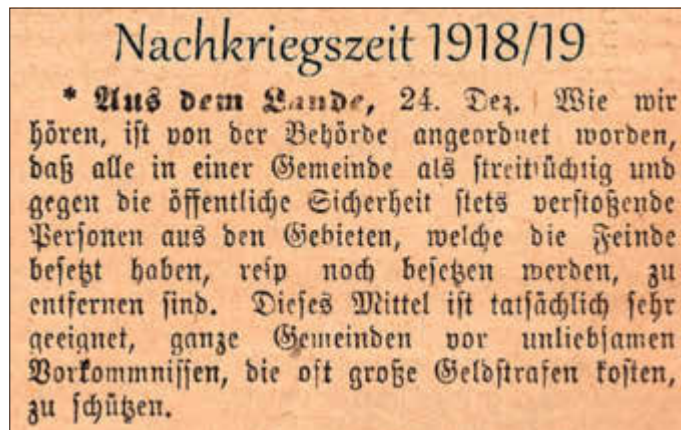 Nachkriegszeit 1918/19
* Aus dem Lande, 24. Dez. Wie wir
hören, ist von der Behörde angeordnet worden,
daß alle in einer Gemeinde als streitsüchtig und
gegen die öffentliche Sicherheit stets verstoßende
Personen aus den Gebieten, welche die Feinde
besetzt haben, resp noch besetzen werden, zu
entfernen sind. Dieses Mittel ist tatsächlich sehr
geeignet, ganze Gemeinden vor unliebsamen
Vorkommnissen, die oft große Geldstrafen kosten,
zu schützen.